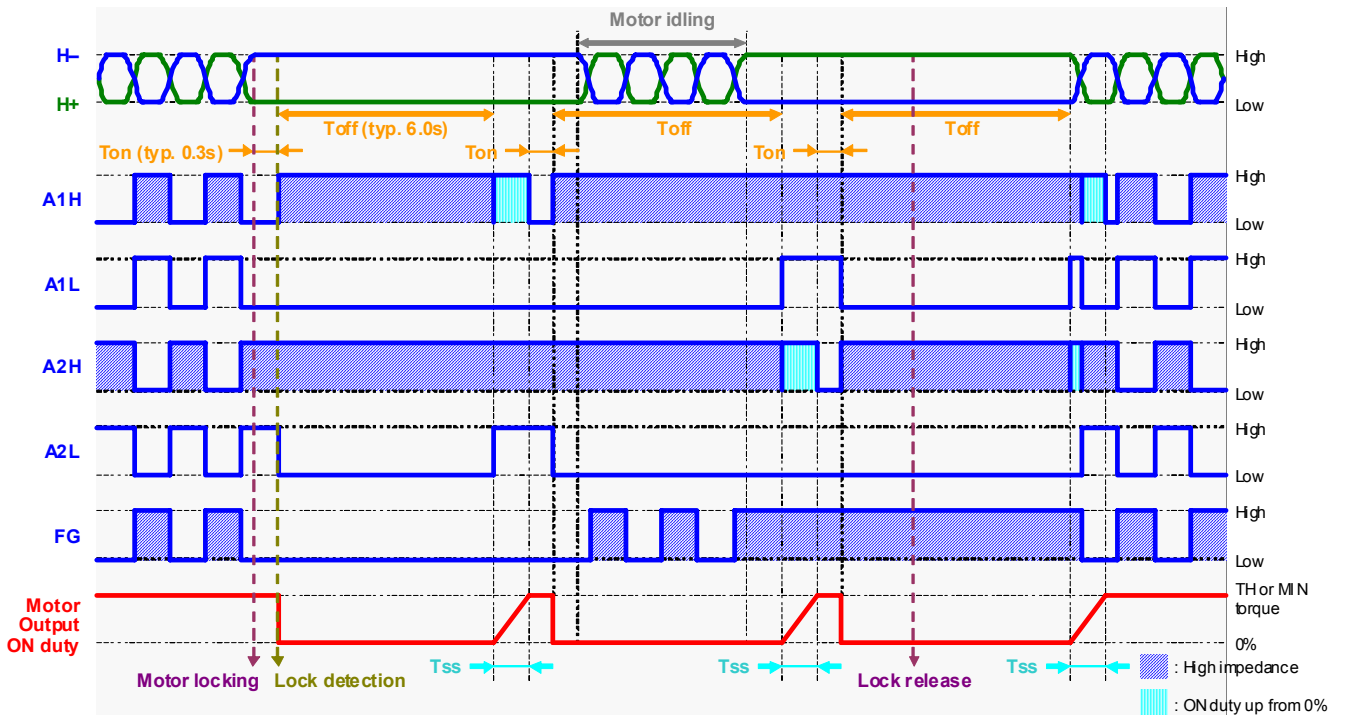 Motor idling
H–
High
H+
Low
Toff (typ. 6.0s)
Toff
Toff
Ton (typ. 0.3s)
Ton
Ton
A1H
High
Low
A1L
High
Low
A2H
High
Low
A2L
High
Low
FG
High
Low
Motor
Output
ON duty
TH or MIN
torque
0%
Tss
Tss
Tss
Motor locking
Lock detection
Lock release
: High impedance
: ON duty up from 0%